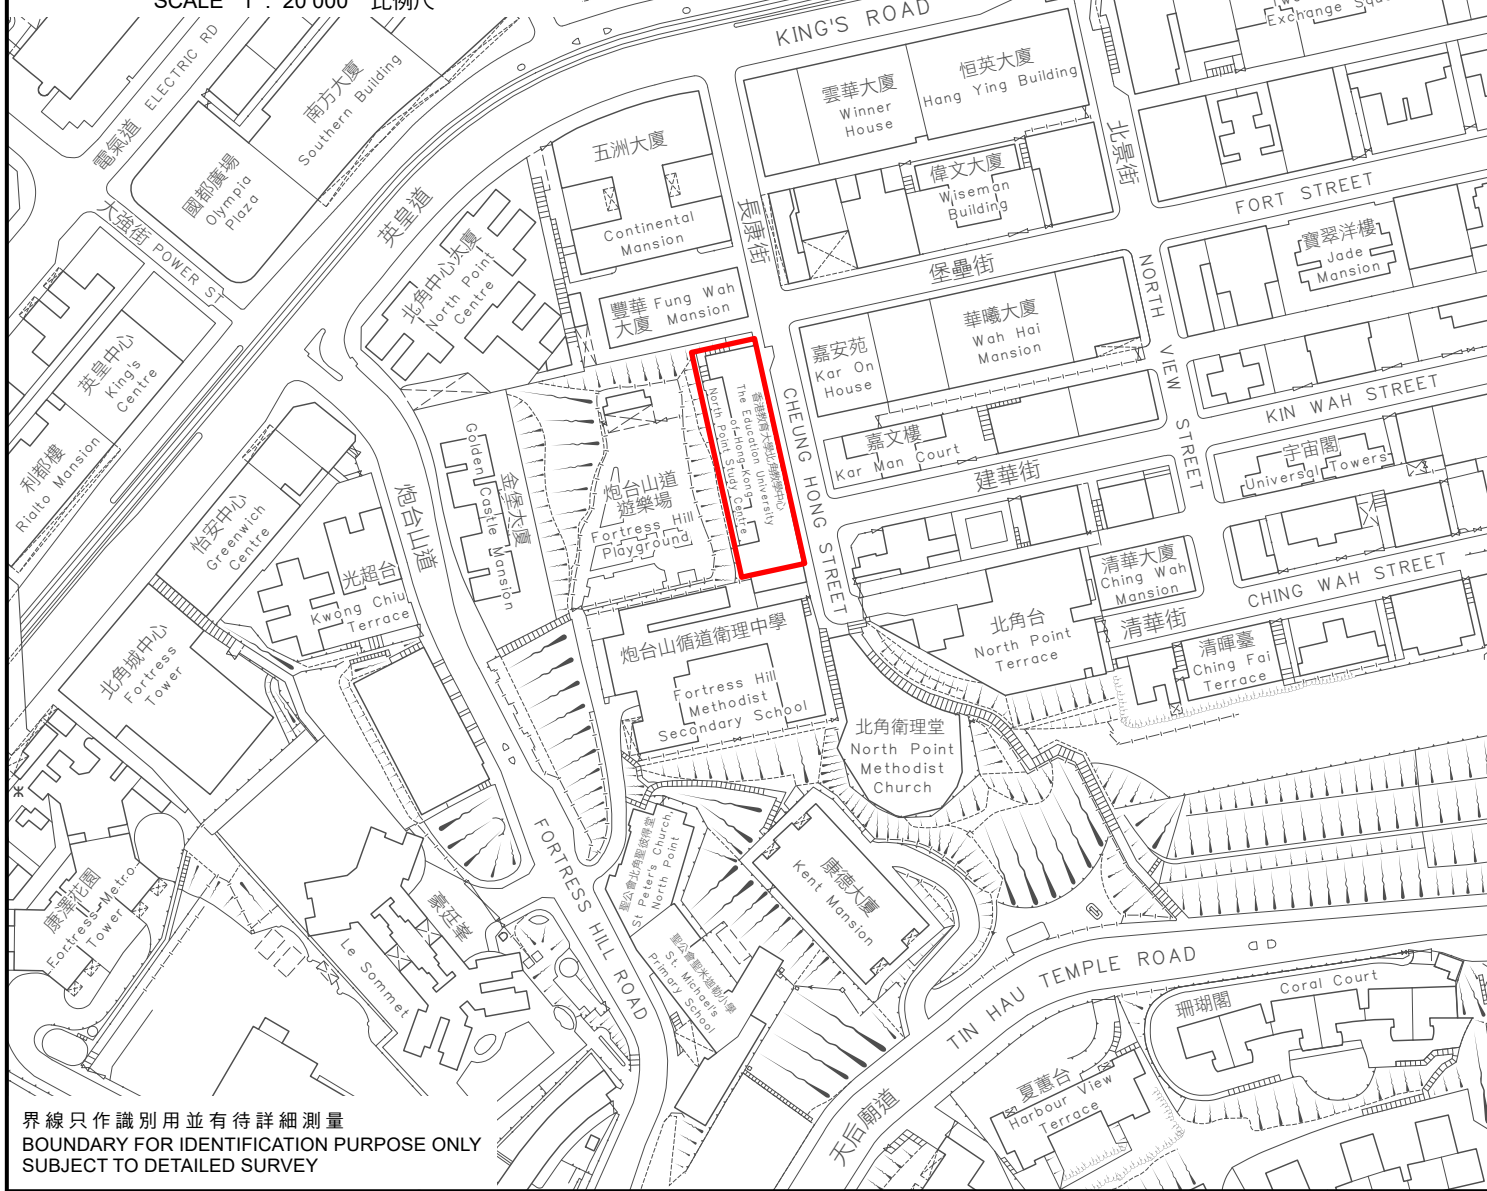 SCALE 1 : 20 000 比例尺
KING'S ROAD
ELECTRIC RD
電氣道
南方大廈
Southern Building
國都廣場
Olympia
Plaza
大強街 POWER ST
英皇道
五洲大廈
Continental
Mansion
雲華大廈
Winner
House
恒英大廈
Hang Ying Building
北景街
偉文大廈
Wiseman
Building
FORT STREET
長康街
堡壘街
寶翠洋樓
Jade
Mansion
北角中心大廈
North Point
Centre
豐華
大廈
Fung Wah
Mansion
嘉安苑
Kar On
House
華曦大廈
Wah Hai
Mansion
NORTH VIEW STREET
KIN WAH STREET
英皇中心
King's
Centre
利都樓
Rialto Mansion
怡安中心
Greenwich
Centre
光超台
Kwong Chiu
Terrace
炮台山道
金堡大廈
Golden Castle Mansion
炮台山道
遊樂場
Fortress Hill
Playground
香港教育大學北角教學中心
The Education University
of Hong Kong
North Point Study Centre
CHEUNG HONG STREET
嘉文樓
Kar Man Court
建華街
宇宙閣
Universal Towers
清華大廈
Ching Wah
Mansion
CHING WAH STREET
清華街
北角台
North Point
Terrace
清暉臺
Ching Fai
Terrace
北角城中心
Fortress
Tower
炮台山循道衛理中學
Fortress Hill
Methodist
Secondary School
北角衛理堂
North Point
Methodist
Church
康澤花園
Fortress Metro-
Tower
豪廷峯
Le Sommet
FORTRESS HILL ROAD
聖公會北角聖彼得堂
St Peter's Church,
North Point
聖公會聖米迦勒小學
St. Michael's
Primary School
康德大廈
Kent
Mansion
TIN HAU TEMPLE ROAD
天后廟道
珊瑚閣
Coral Court
夏蕙台
Harbour View
Terrace
界線只作識別用並有待詳細測量
BOUNDARY FOR IDENTIFICATION PURPOSE ONLY
SUBJECT TO DETAILED SURVEY